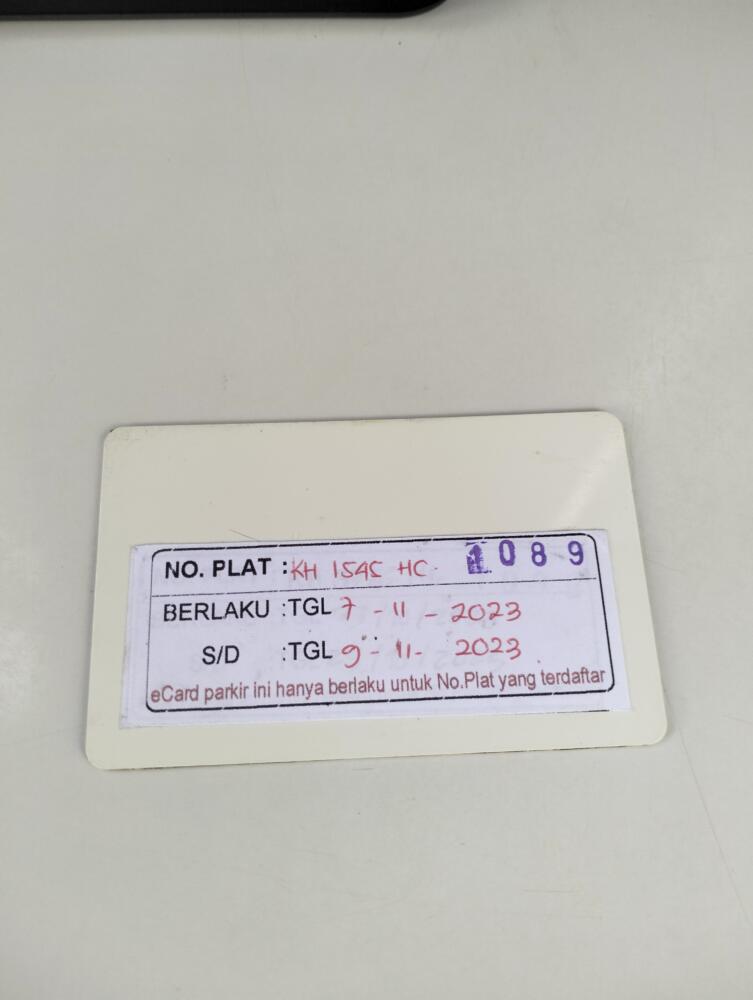 NO. PLAT : KH 1545 HC. 1089
BERLAKU : TGL 7 - 11 - 2023
S/D : TGL 9 - 11 - 2023
eCard parkir ini hanya berlaku untuk No.Plat yang terdaftar